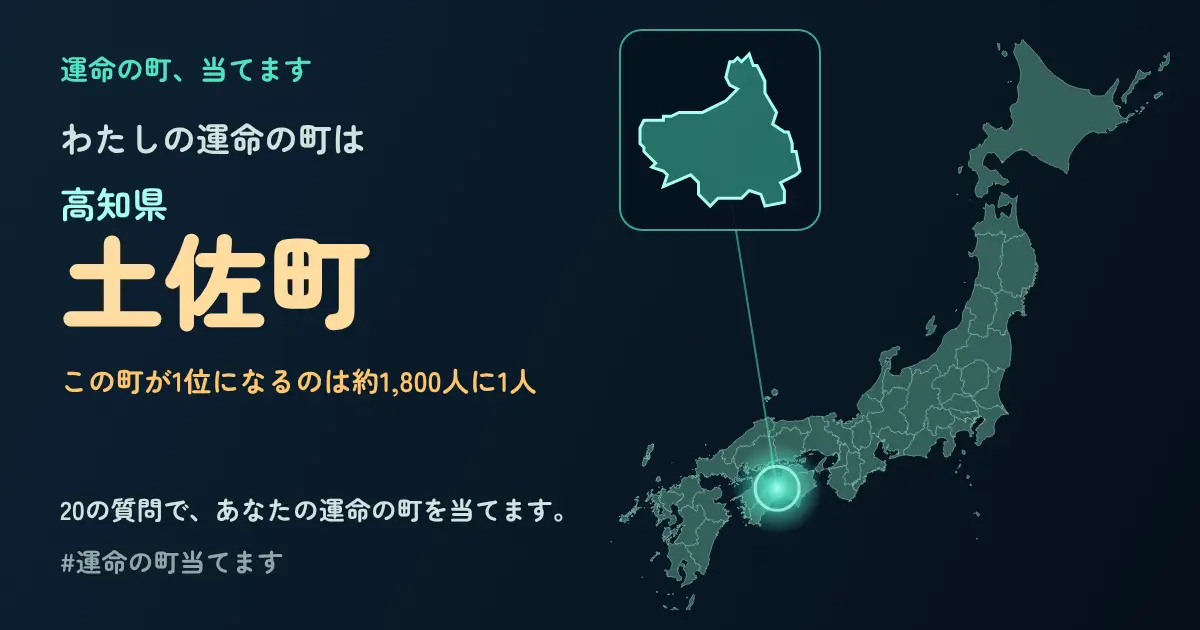 運命の町、当てます
わたしの運命の町は
高知県
土佐町
この町が1位になるのは約1,800人に1人
20の質問で、あなたの運命の町を当てます。
#運命の町当てます